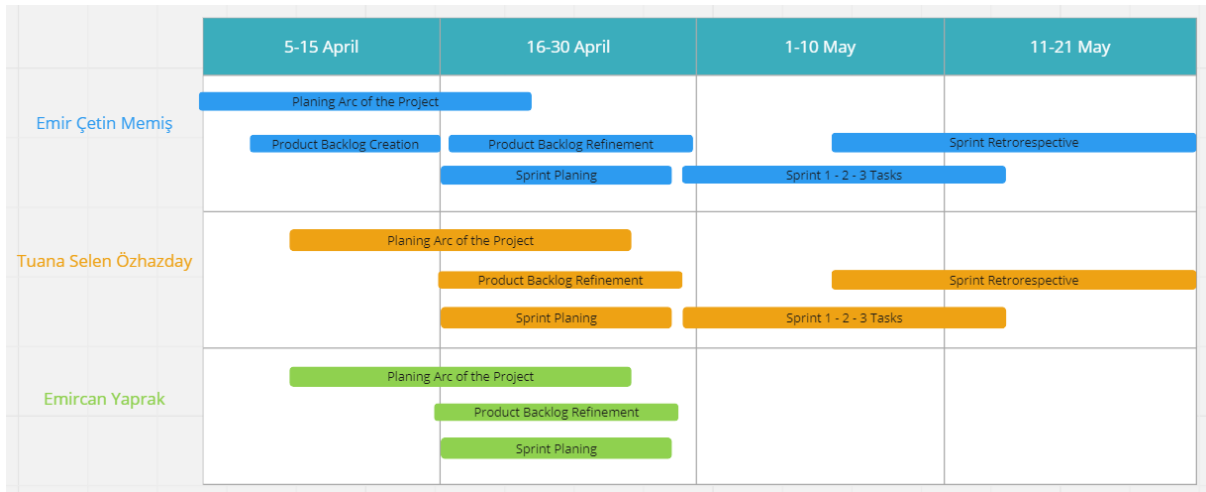 5-15 April
16-30 April
1-10 May
11-21 May
Emir Çetin Memiş
Planing Arc of the Project
Product Backlog Creation
Product Backlog Refinement
Sprint Retrorespective
Sprint Planing
Sprint 1 - 2 - 3 Tasks
Tuana Selen Özhazday
Planing Arc of the Project
Product Backlog Refinement
Sprint Retrorespective
Sprint Planing
Sprint 1 - 2 - 3 Tasks
Emircan Yaprak
Planing Arc of the Project
Product Backlog Refinement
Sprint Planing